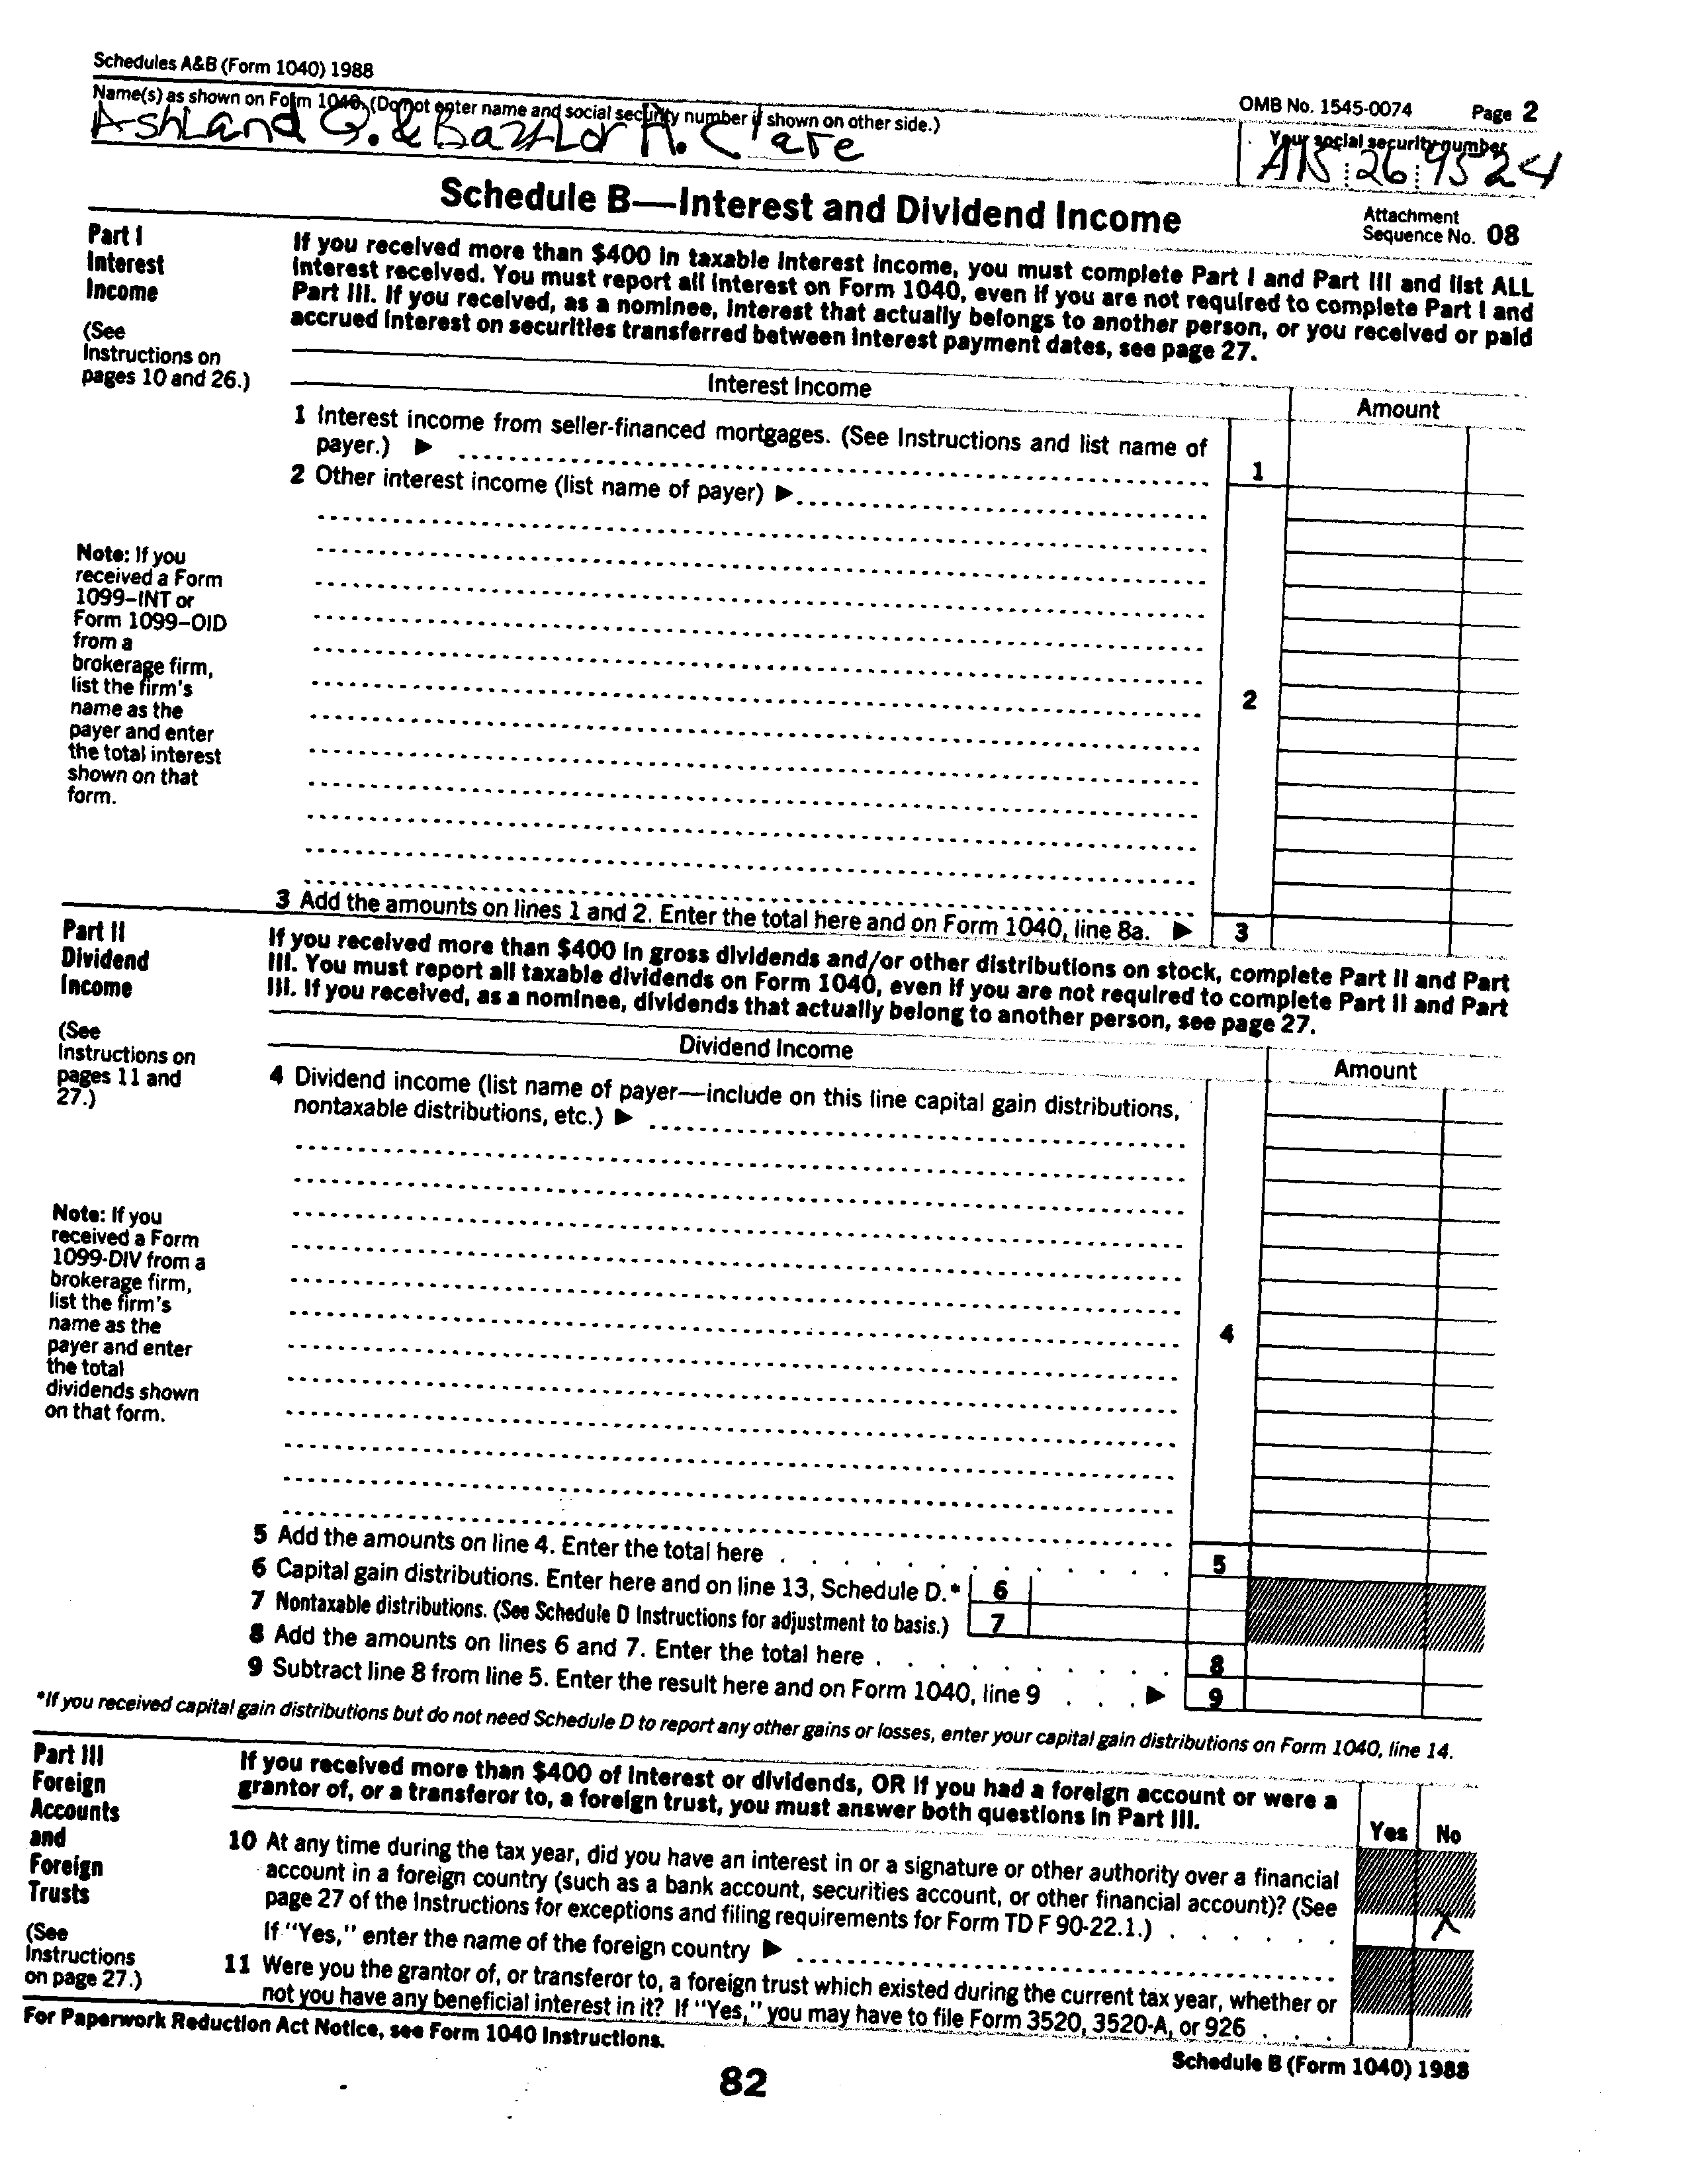 Schedules A&B (Form 1040) 1988
OMB No. 1545-0074 Page 2
Name(s) as shown on Form 1040. (Do not enter name and social security number if shown on other side.)
Your social security number
Ashland Q. & H. Clare
26 9524
Schedule B—Interest and Dividend Income
Attachment
Sequence No. 08
Part I
Interest
Income
(See
Instructions on
pages 10 and 26.)
If you received more than $400 in taxable interest income, you must complete Part I and Part III and list ALL
interest received. You must report all interest on Form 1040, even if you are not required to complete Part I and
Part III. If you received, as a nominee, interest that actually belongs to another person, or you received or paid
accrued interest on securities transferred between interest payment dates, see page 27.
Interest Income
Amount
1 Interest income from seller-financed mortgages. (See Instructions and list name of
payer.) ▶
1
2 Other interest income (list name of payer) ▶
Note: If you
received a Form
1099–INT or
Form 1099–OID
from a
brokerage firm,
list the firm's
name as the
payer and enter
the total interest
shown on that
form.
2
3 Add the amounts on lines 1 and 2. Enter the total here and on Form 1040, line 8a. ▶ 3
Part II
Dividend
Income
(See
Instructions on
pages 11 and
27.)
If you received more than $400 in gross dividends and/or other distributions on stock, complete Part II and Part
III. You must report all taxable dividends on Form 1040, even if you are not required to complete Part II and Part
III. If you received, as a nominee, dividends that actually belong to another person, see page 27.
Dividend Income
Amount
4 Dividend income (list name of payer—include on this line capital gain distributions,
nontaxable distributions, etc.) ▶
Note: If you
received a Form
1099-DIV from a
brokerage firm,
list the firm's
name as the
payer and enter
the total
dividends shown
on that form.
4
5 Add the amounts on line 4. Enter the total here . . . . . . . . . . 5
6 Capital gain distributions. Enter here and on line 13, Schedule D.* 6
7 Nontaxable distributions. (See Schedule D Instructions for adjustment to basis.) 7
8 Add the amounts on lines 6 and 7. Enter the total here . . . . . . . . . . 8
9 Subtract line 8 from line 5. Enter the result here and on Form 1040, line 9 . . . ▶ 9
*If you received capital gain distributions but do not need Schedule D to report any other gains or losses, enter your capital gain distributions on Form 1040, line 14.
Part III
Foreign
Accounts
and
Foreign
Trusts
(See
Instructions
on page 27.)
If you received more than $400 of interest or dividends, OR if you had a foreign account or were a
grantor of, or a transferor to, a foreign trust, you must answer both questions in Part III.
Yes No
10 At any time during the tax year, did you have an interest in or a signature or other authority over a financial
account in a foreign country (such as a bank account, securities account, or other financial account)? (See
page 27 of the Instructions for exceptions and filing requirements for Form TD F 90-22.1.) . . . . . . X
If "Yes," enter the name of the foreign country ▶
11 Were you the grantor of, or transferor to, a foreign trust which existed during the current tax year, whether or
not you have any beneficial interest in it? If "Yes," you may have to file Form 3520, 3520-A, or 926 . . .
For Paperwork Reduction Act Notice, see Form 1040 Instructions.
Schedule B (Form 1040) 1988
82